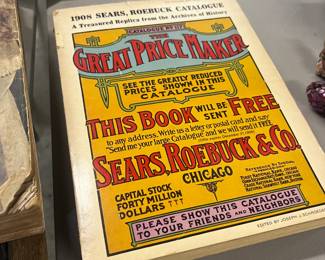 1908 SEARS, ROEBUCK CATALOGUE
A Treasured Replica from the Archives of History
CATALOGUE No 117
THE
GREAT PRICE MAKER
SEE THE GREATLY REDUCED
PRICES SHOWN IN THIS
CATALOGUE
THIS BOOK WILL BE SENT FREE
to any address. Write us a letter or postal card and say
"Send me your large Catalogue" and we will send it FREE
SEARS, ROEBUCK & CO.
CHICAGO
CAPITAL STOCK
FORTY MILLION
DOLLARS
REFERENCE BY SPECIAL
PLEASE SHOW THIS CATALOGUE
TO YOUR FRIENDS AND NEIGHBORS
EDITED BY JOSEPH J. SCHROEDER